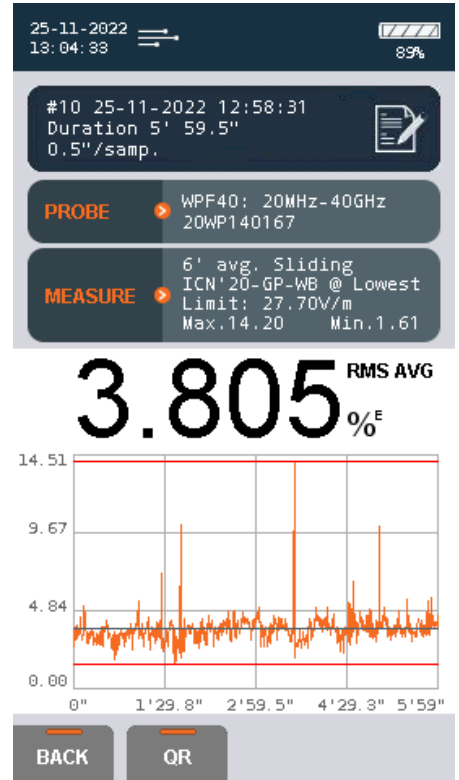 25-11-2022
13:04:33
89%
#10 25-11-2022 12:58:31
Duration 5' 59.5"
0.5"/samp.
PROBE
WPF40: 20MHz-40GHz
20WP140167
MEASURE
6' avg. Sliding
ICN'20-GP-WB @ Lowest
Limit: 27.70V/m
Max.14.20 Min.1.61
3.805
RMS AVG
%E
14.51
9.67
4.84
0.00
0" 1'29.8" 2'59.5" 4'29.3" 5'59"
BACK QR